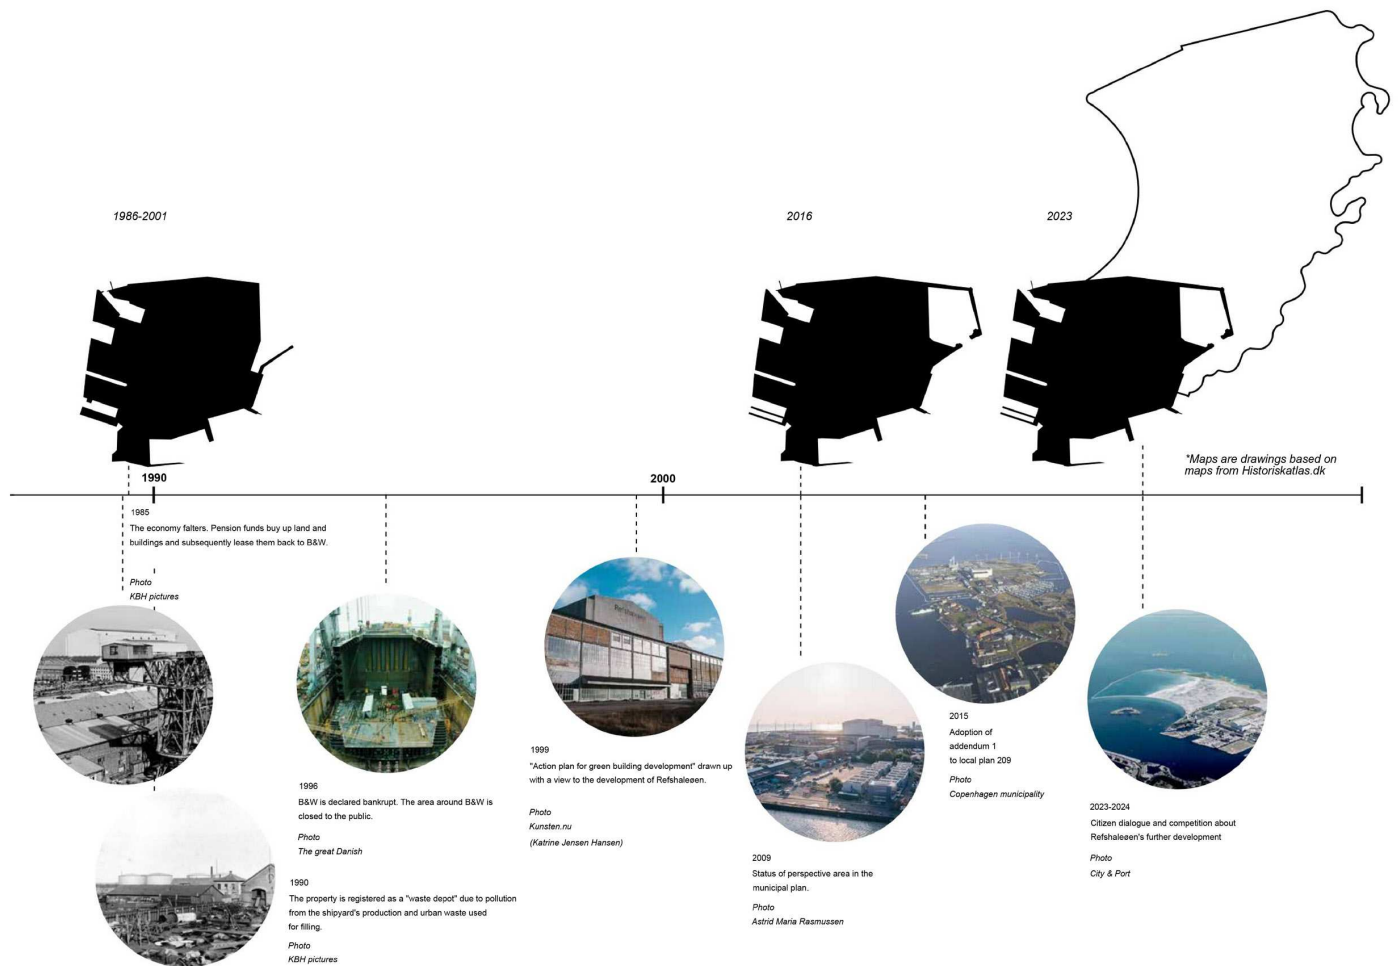 1986-2001
2016
2023
*Maps are drawings based on
maps from Historiskatlas.dk
1990
2000
1985
The economy falters. Pension funds buy up land and
buildings and subsequently lease them back to B&W.
Photo
KBH pictures
1996
B&W is declared bankrupt. The area around B&W is
closed to the public.
Photo
The great Danish
1990
The property is registered as a "waste depot" due to pollution
from the shipyard's production and urban waste used
for filling.
Photo
KBH pictures
1999
"Action plan for green building development" drawn up
with a view to the development of Refshaleøen.
Photo
Kunsten.nu
(Katrine Jensen Hansen)
2009
Status of perspective area in the
municipal plan.
Photo
Astrid Maria Rasmussen
2015
Adoption of
addendum 1
to local plan 209
Photo
Copenhagen municipality
2023-2024
Citizen dialogue and competition about
Refshaleøen's further development
Photo
City & Port